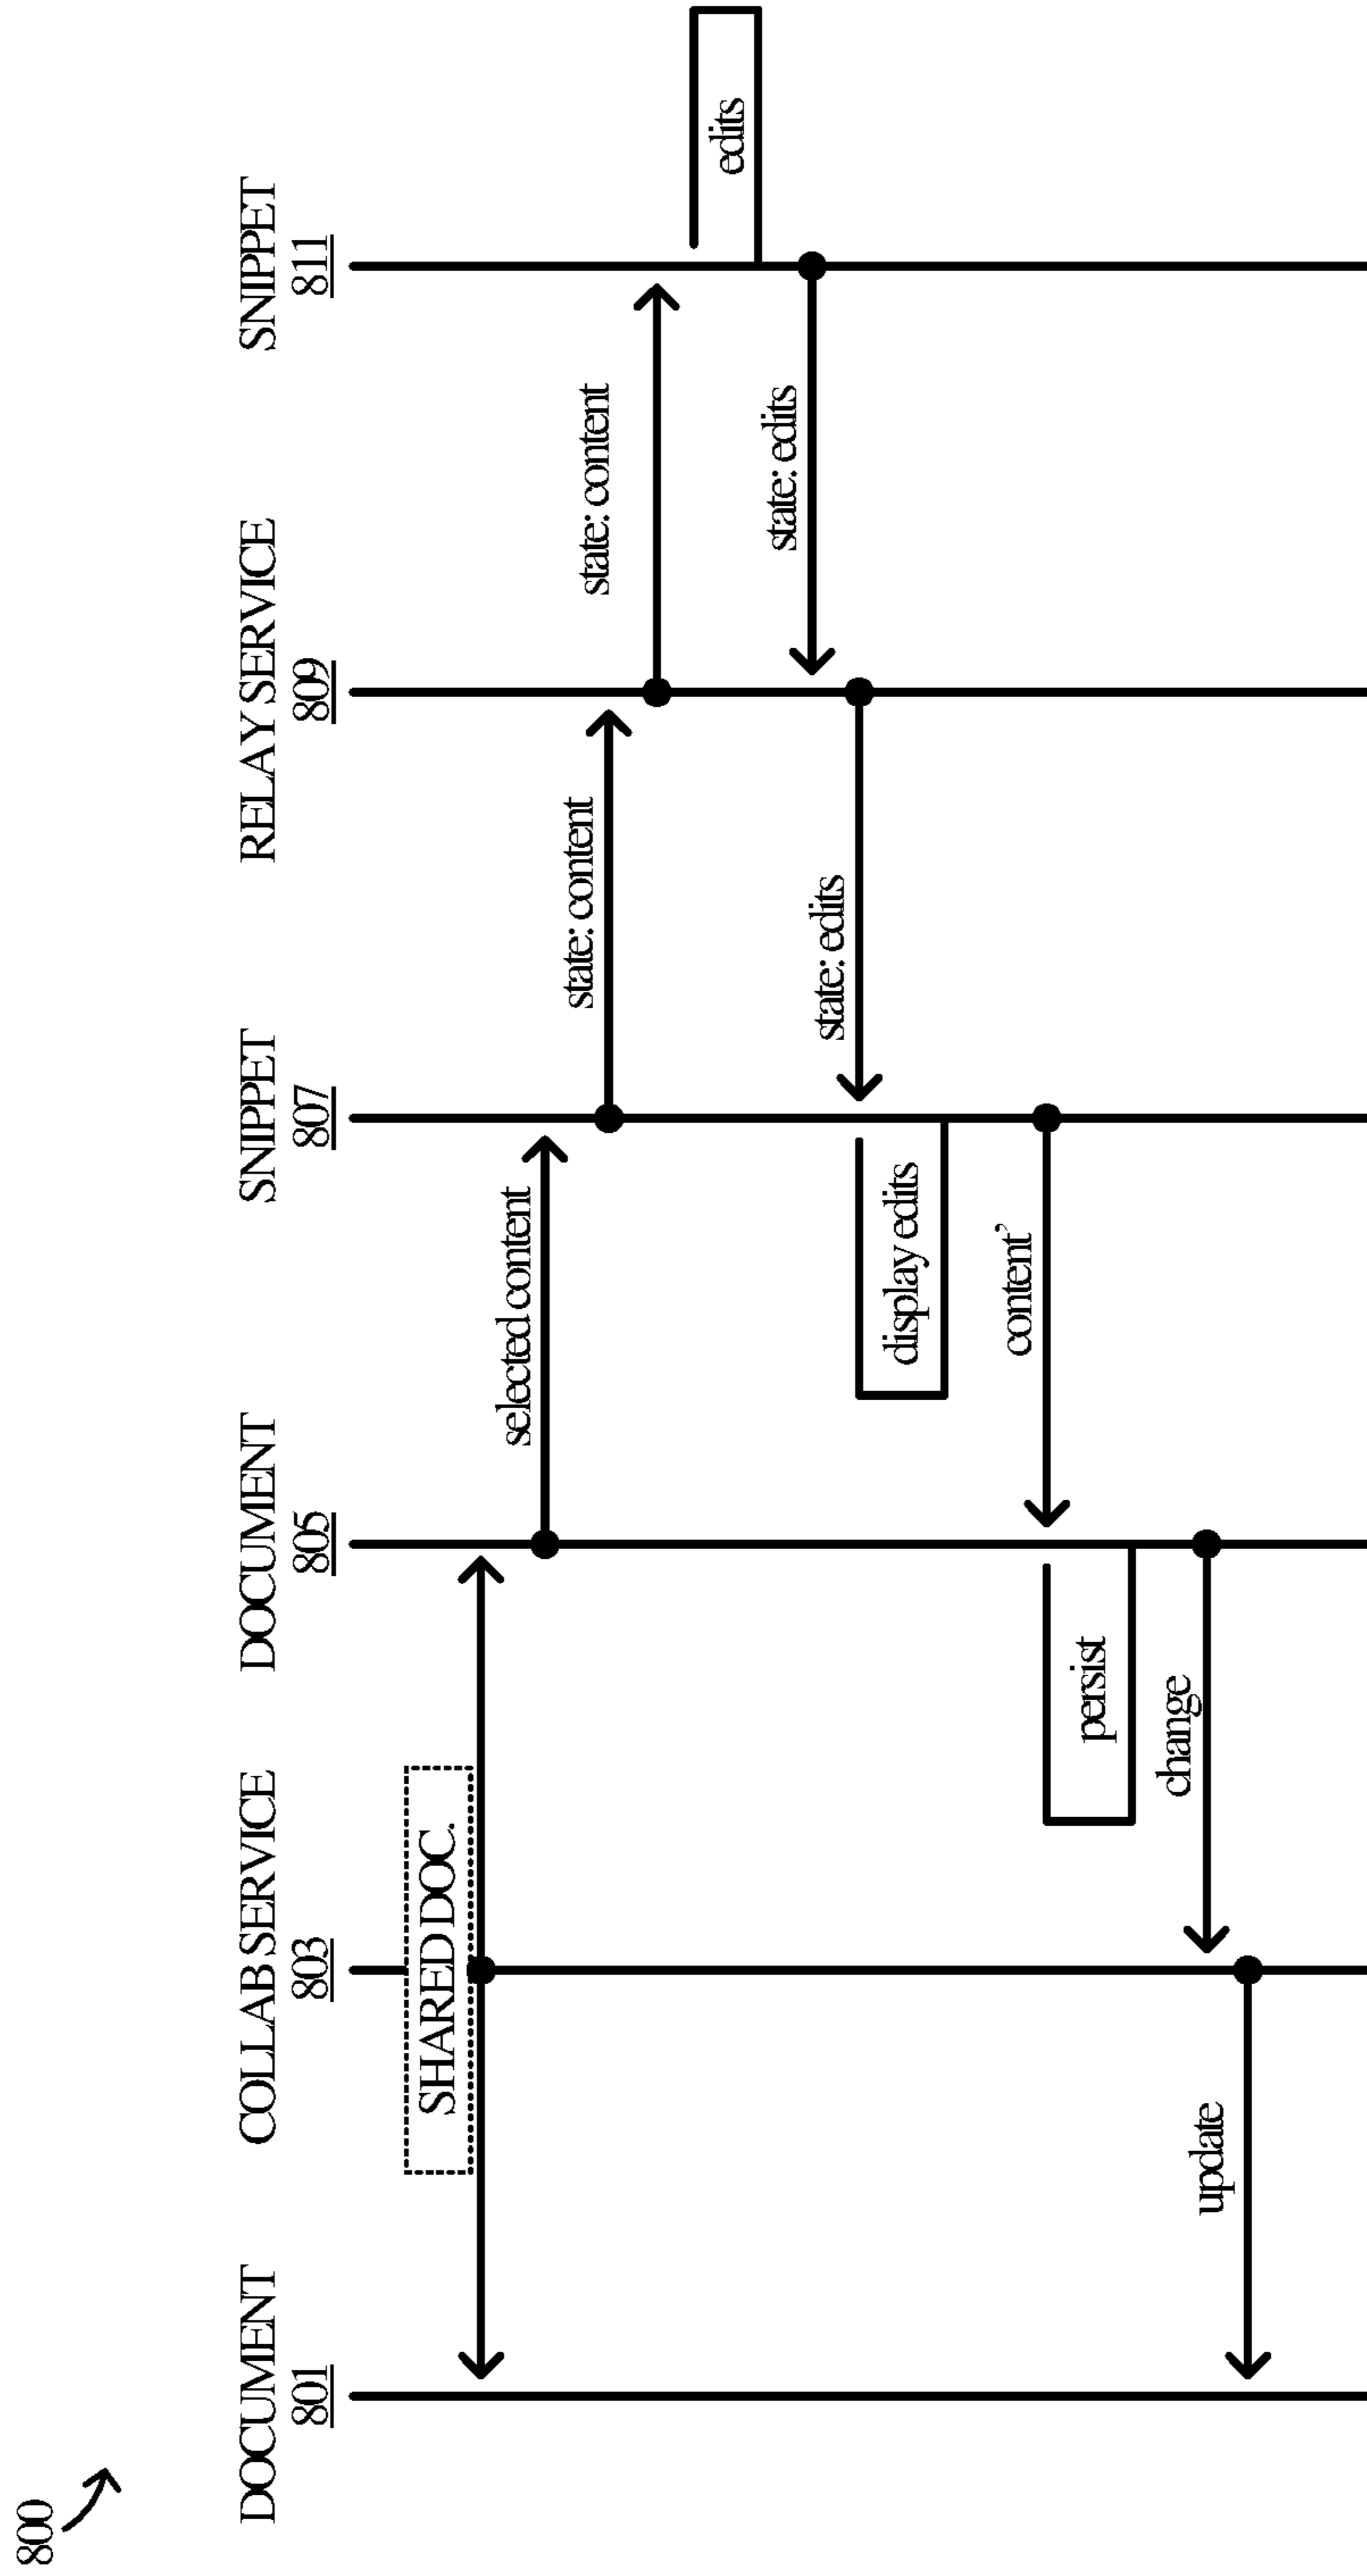 800
DOCUMENT
801
COLLAB SERVICE
803
DOCUMENT
805
SNIPPET
807
RELAY SERVICE
809
SNIPPET
811
SHARED DOC.
selected content
state: content
state: content
edits
state: edits
state: edits
display edits
content’
persist
change
update